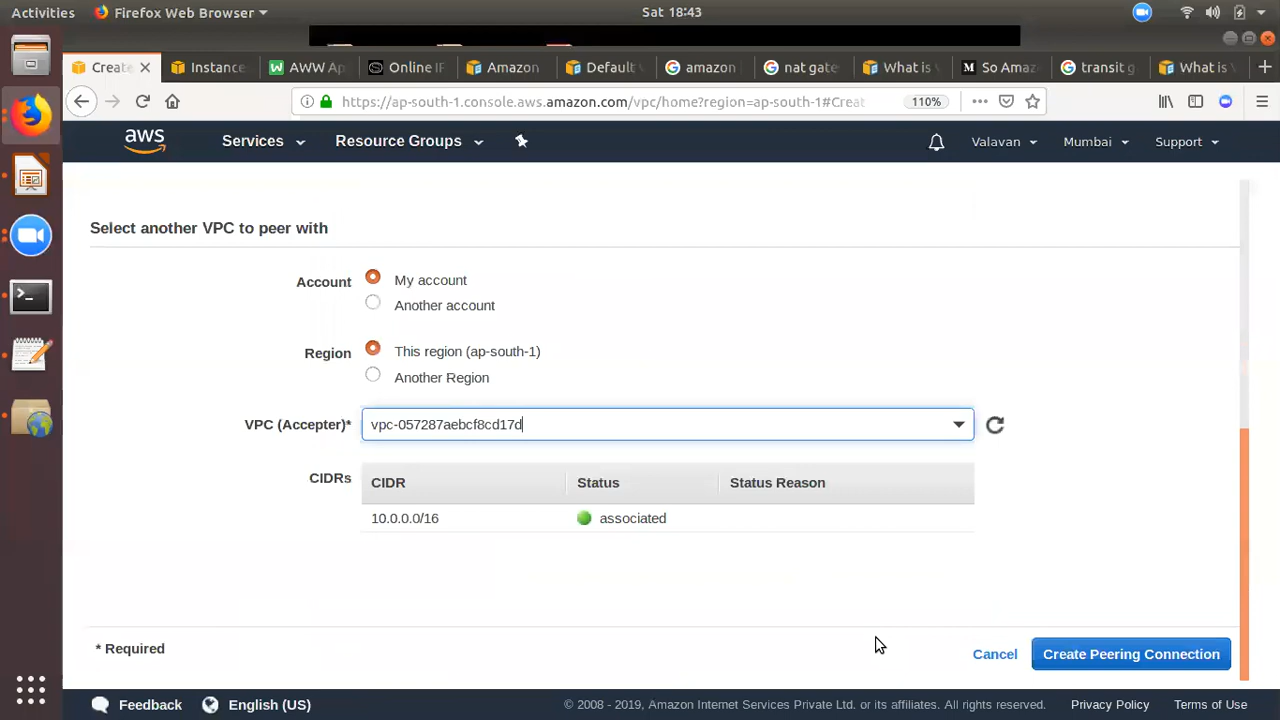 Activities
Firefox Web Browser
Sat 18:43
Create
Instance
AWW Ap
Online IF
Amazon
Default
amazon
nat gate
What is
So Amaz
transit g
What is
https://ap-south-1.console.aws.amazon.com/vpc/home?region=ap-south-1#Creat
110%
aws
Services
Resource Groups
Valavan
Mumbai
Support
Select another VPC to peer with
Account
My account
Another account
Region
This region (ap-south-1)
Another Region
VPC (Accepter)*
vpc-057287aebcf8cd17d
CIDRs
CIDR
Status
Status Reason
10.0.0.0/16
associated
* Required
Cancel
Create Peering Connection
Feedback
English (US)
© 2008 - 2019, Amazon Internet Services Private Ltd. or its affiliates. All rights reserved.
Privacy Policy
Terms of Use